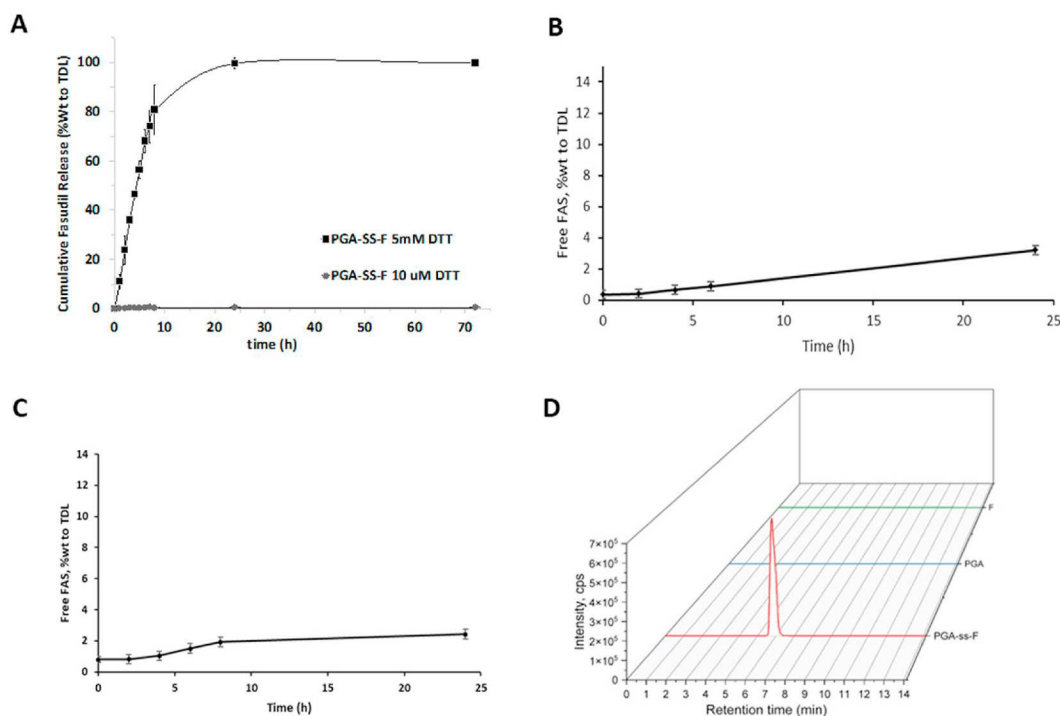 A
Cumulative Fasudil Release (%Wt to TDL)
100
80
60
40
20
0
PGA-SS-F 5mM DTT
PGA-SS-F 10 uM DTT
0 10 20 30 40 50 60 70
time (h)
B
Free FAS, %wt to TDL
14
12
10
8
6
4
2
0
0 5 10 15 20 25
Time (h)
C
Free FAS, %wt to TDL
14
12
10
8
6
4
2
0
0 5 10 15 20 25
Time (h)
D
Intensity, cps
7×10⁵
6×10⁵
5×10⁵
4×10⁵
3×10⁵
2×10⁵
1×10⁵
0
F
PGA
PGA-ss-F
0 1 2 3 4 5 6 7 8 9 10 11 12 13 14
Retention time (min)